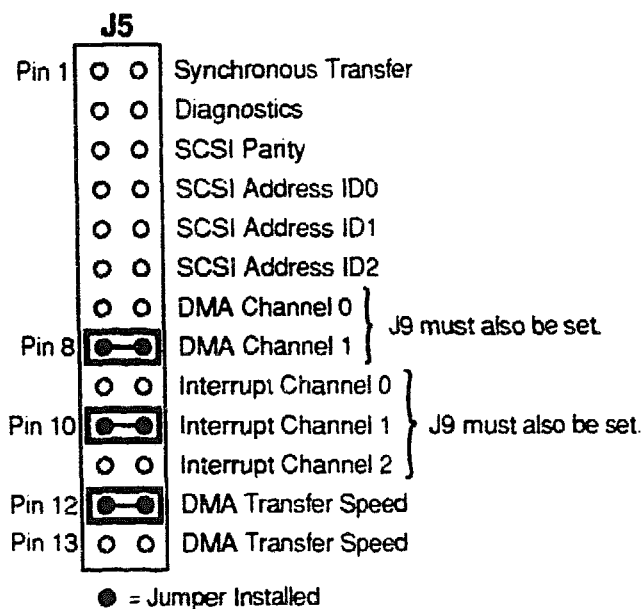 J5
Pin 1 Synchronous Transfer
Diagnostics
SCSI Parity
SCSI Address ID0
SCSI Address ID1
SCSI Address ID2
DMA Channel 0
J9 must also be set.
Pin 8 DMA Channel 1
Interrupt Channel 0
Pin 10 Interrupt Channel 1 J9 must also be set.
Interrupt Channel 2
Pin 12 DMA Transfer Speed
Pin 13 DMA Transfer Speed
● = Jumper Installed